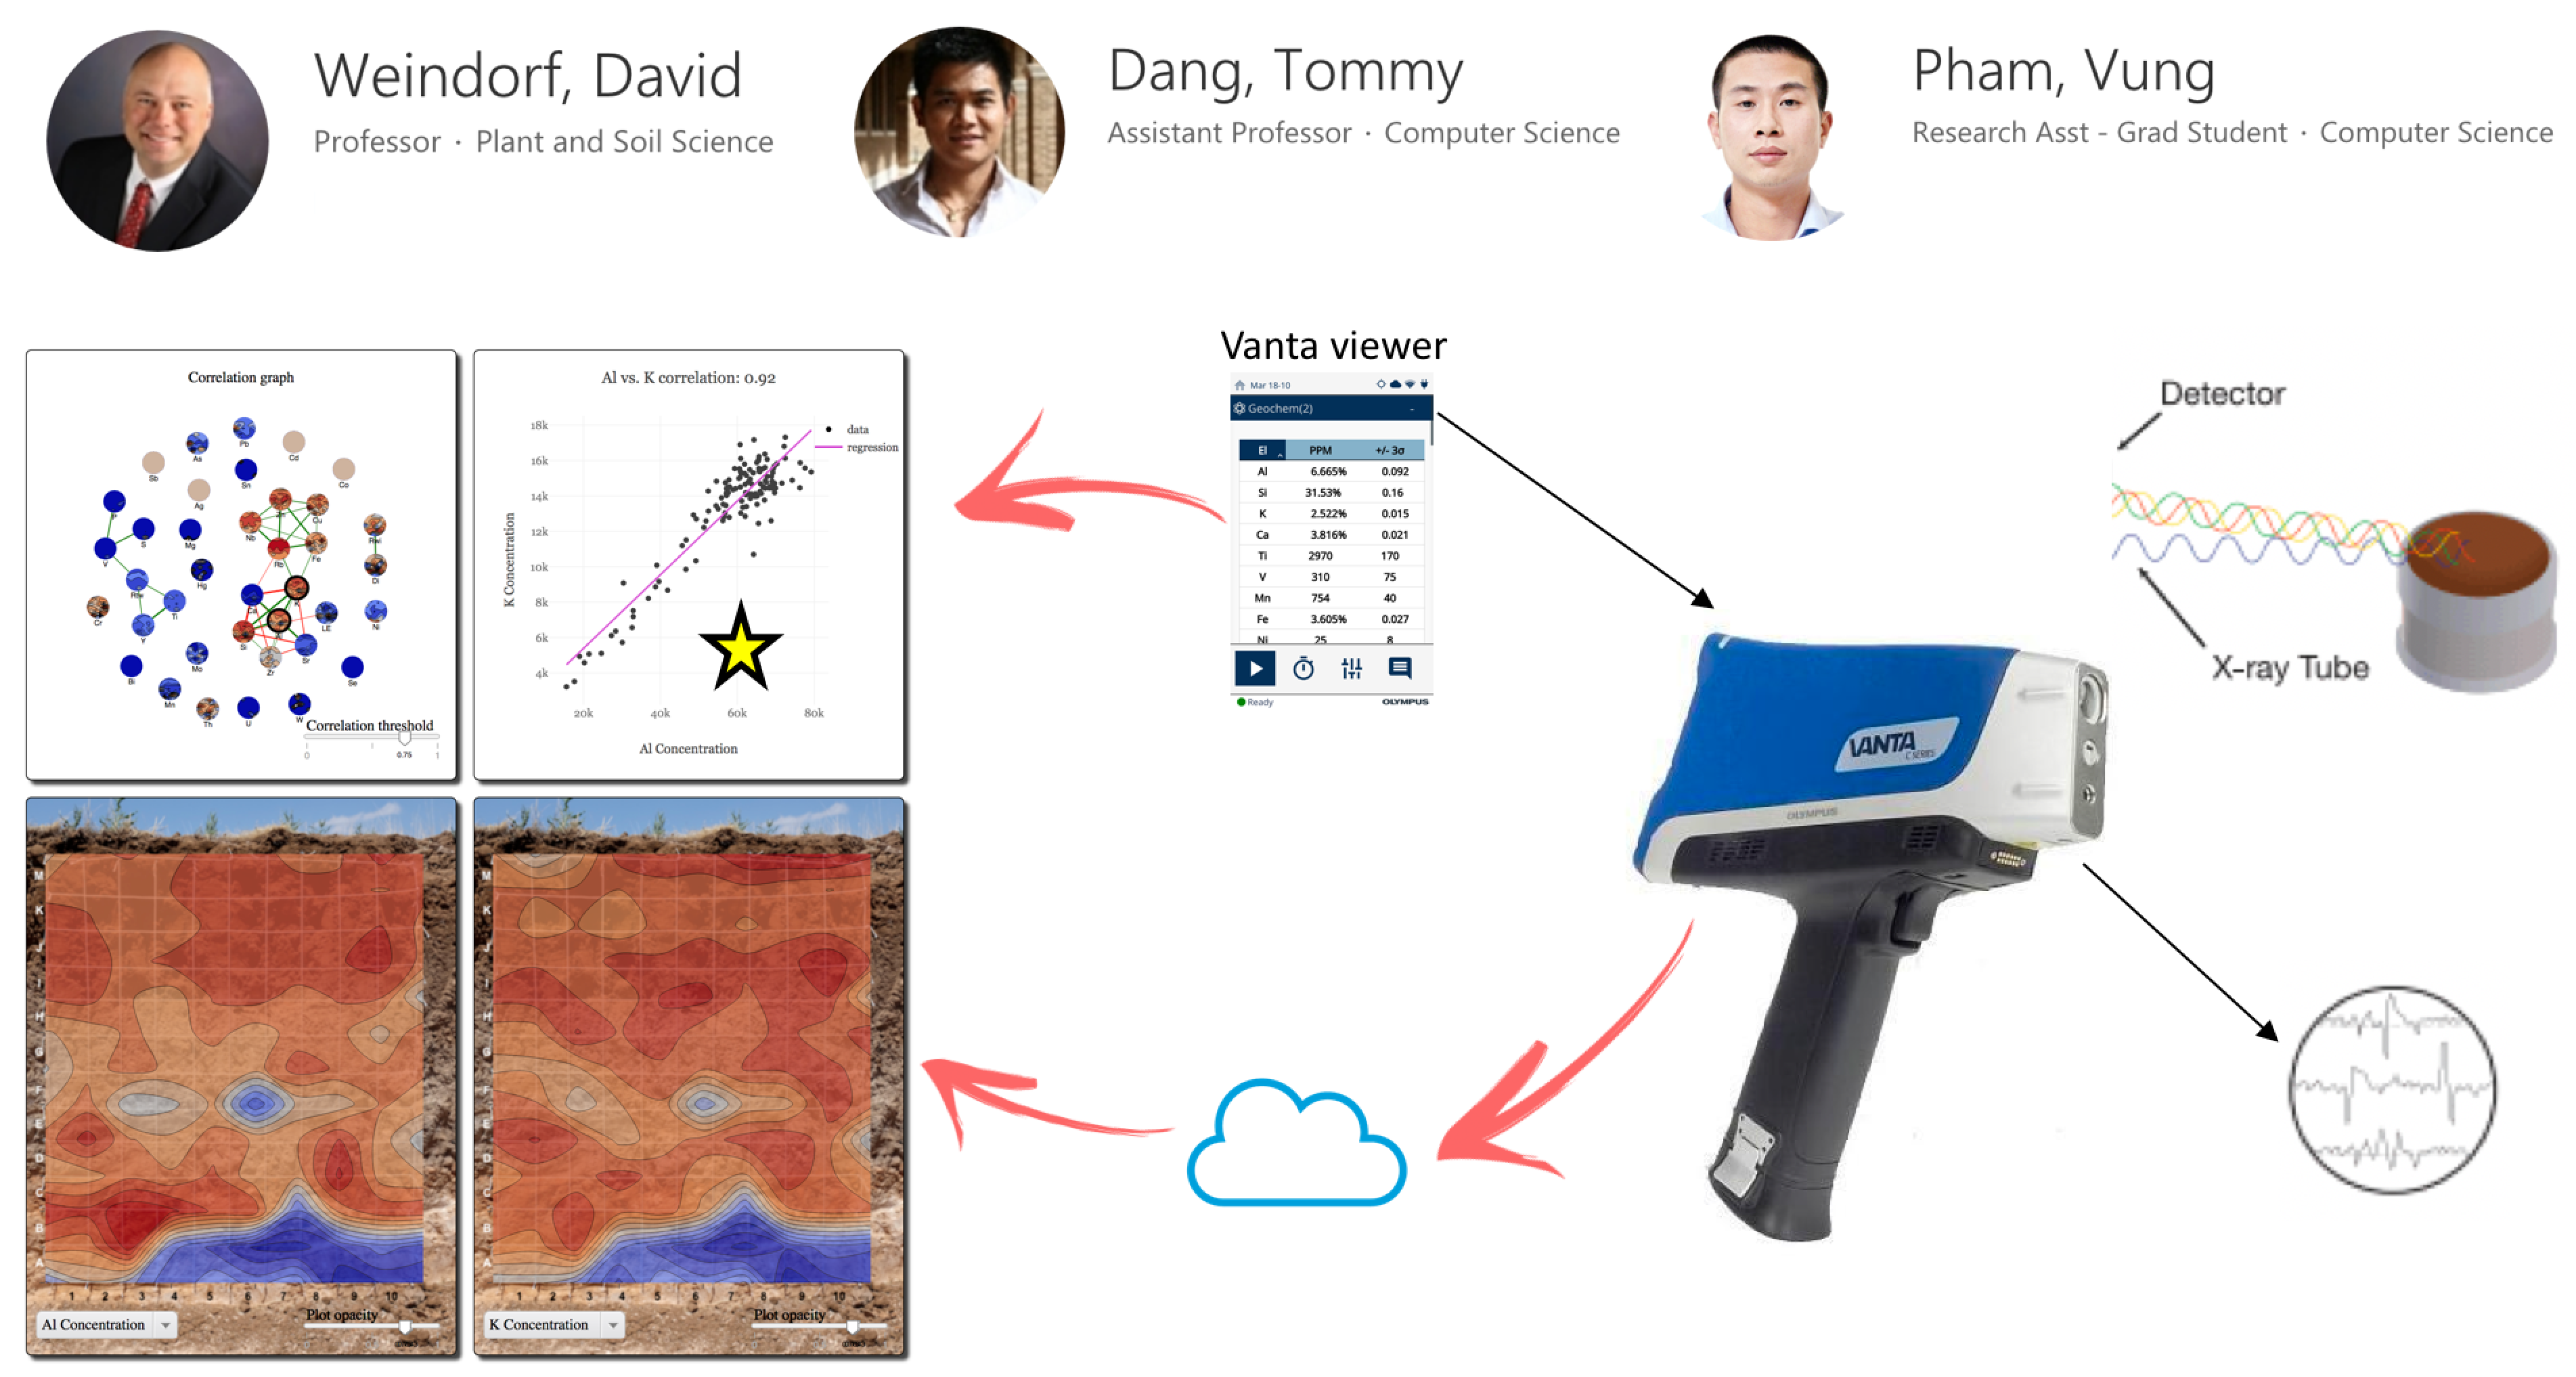 Weindorf, David
Professor · Plant and Soil Science
Dang, Tommy
Assistant Professor · Computer Science
Pham, Vung
Research Asst - Grad Student · Computer Science
Correlation graph
Pb
As
Cd
Sb
Sn
Co
Ag
P
S
Mg
Nb
Cu
Fe
V
Rb
Hg
Di
Ti
Ca
K
Cr
Y
LE
Ni
Si
Sr
Zr
Mo
Bi
Se
Mn
Th
U
W
Correlation threshold
0
0.75
1
Al vs. K correlation: 0.92
data
regression
18k
16k
14k
12k
10k
8k
6k
4k
K Concentration
20k 40k 60k 80k
Al Concentration
Vanta viewer
Mar 18-10
Geochem(2) -
El PPM +/- 3σ
Al 6.665% 0.092
Si 31.53% 0.16
K 2.522% 0.015
Ca 3.816% 0.021
Ti 2970 170
V 310 75
Mn 754 40
Fe 3.605% 0.027
Ni 25 8
Ready OLYMPUS
Detector
X-ray Tube
VANTA
C SERIES
OLYMPUS
M
K
J
I
H
G
F
E
D
C
B
A
1 2 3 4 5 6 7 8 9 10
Plot opacity
Al Concentration
M
K
J
I
H
G
F
E
D
C
B
A
1 2 3 4 5 6 7 8 9 10
Plot opacity
K Concentration